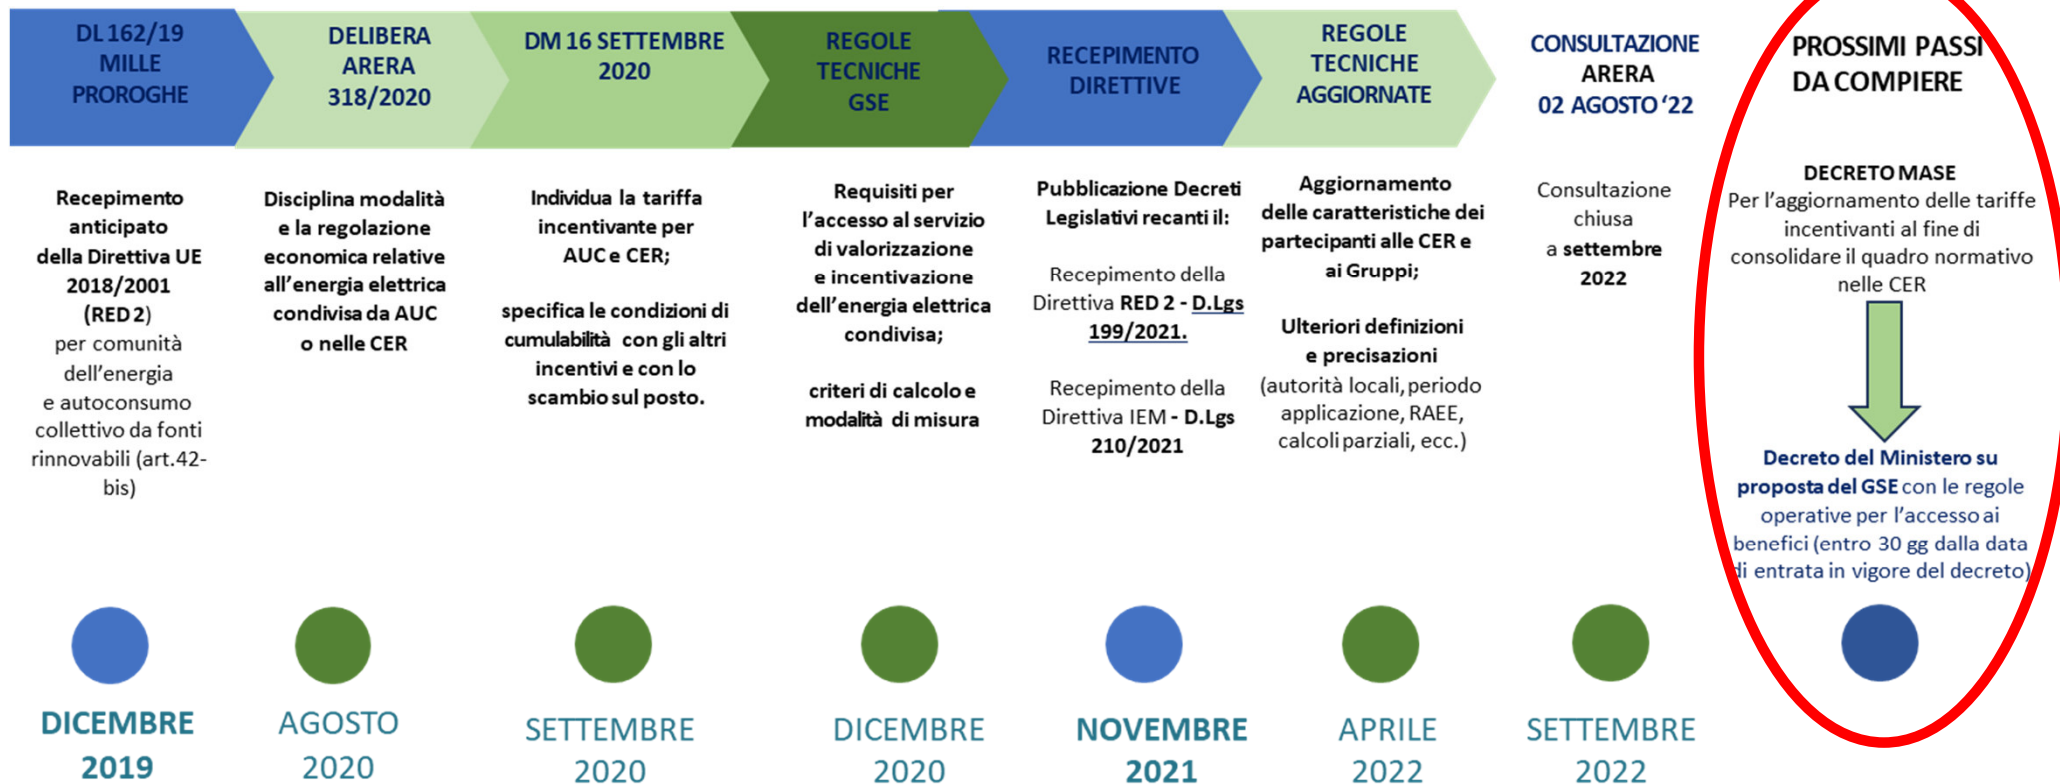 DL 162/19
MILLE
PROROGHE
DELIBERA
ARERA
318/2020
DM 16 SETTEMBRE
2020
REGOLE
TECNICHE
GSE
RECEPIMENTO
DIRETTIVE
REGOLE
TECNICHE
AGGIORNATE
CONSULTAZIONE
ARERA
02 AGOSTO ‘22
PROSSIMI PASSI
DA COMPIERE
Recepimento
anticipato
della Direttiva UE
2018/2001
(RED 2)
per comunità
dell’energia
e autoconsumo
collettivo da fonti
rinnovabili (art.42-
bis)
Disciplina modalità
e la regolazione
economica relative
all’energia elettrica
condivisa da AUC
o nelle CER
Individua la tariffa
incentivante per
AUC e CER;
specifica le condizioni di
cumulabilità con gli altri
incentivi e con lo
scambio sul posto.
Requisiti per
l’accesso al servizio
di valorizzazione
e incentivazione
dell’energia elettrica
condivisa;
criteri di calcolo e
modalità di misura
Pubblicazione Decreti
Legislativi recanti il:
Recepimento della
Direttiva RED 2 - D.Lgs
199/2021.
Recepimento della
Direttiva IEM - D.Lgs
210/2021
Aggiornamento
delle caratteristiche dei
partecipanti alle CER e
ai Gruppi;
Ulteriori definizioni
e precisazioni
(autorità locali, periodo
applicazione, RAEE,
calcoli parziali, ecc.)
Consultazione
chiusa
a settembre
2022
DECRETO MASE
Per l’aggiornamento delle tariffe
incentivanti al fine di
consolidare il quadro normativo
nelle CER
Decreto del Ministero su
proposta del GSE con le regole
operative per l’accesso ai
benefici (entro 30 gg dalla data
di entrata in vigore del decreto)
DICEMBRE
2019
AGOSTO
2020
SETTEMBRE
2020
DICEMBRE
2020
NOVEMBRE
2021
APRILE
2022
SETTEMBRE
2022